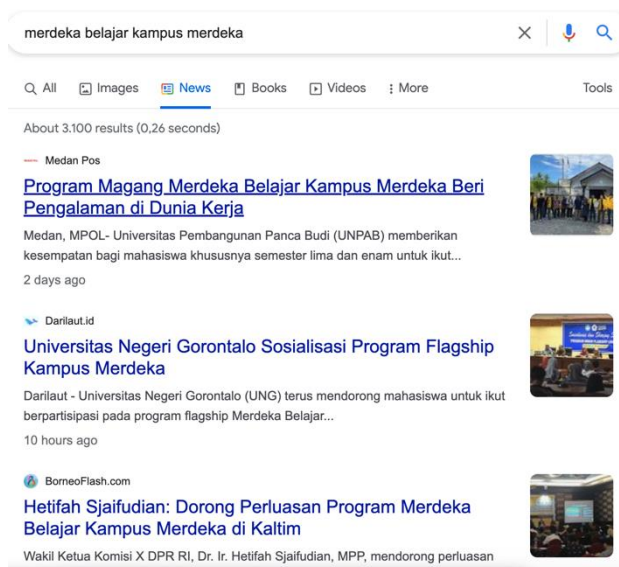 merdeka belajar kampus merdeka
All Images News Books Videos More Tools
About 3.100 results (0,26 seconds)
Medan Pos
Program Magang Merdeka Belajar Kampus Merdeka Beri
Pengalaman di Dunia Kerja
Medan, MPOL- Universitas Pembangunan Panca Budi (UNPAB) memberikan
kesempatan bagi mahasiswa khususnya semester lima dan enam untuk ikut...
2 days ago
Darilaut.id
Universitas Negeri Gorontalo Sosialisasi Program Flagship
Kampus Merdeka
Darilaut - Universitas Negeri Gorontalo (UNG) terus mendorong mahasiswa untuk ikut
berpartisipasi pada program flagship Merdeka Belajar...
10 hours ago
BorneoFlash.com
Hetifah Sjaifudian: Dorong Perluasan Program Merdeka
Belajar Kampus Merdeka di Kaltim
Wakil Ketua Komisi X DPR RI, Dr. Ir. Hetifah Sjaifudian, MPP, mendorong perluasan